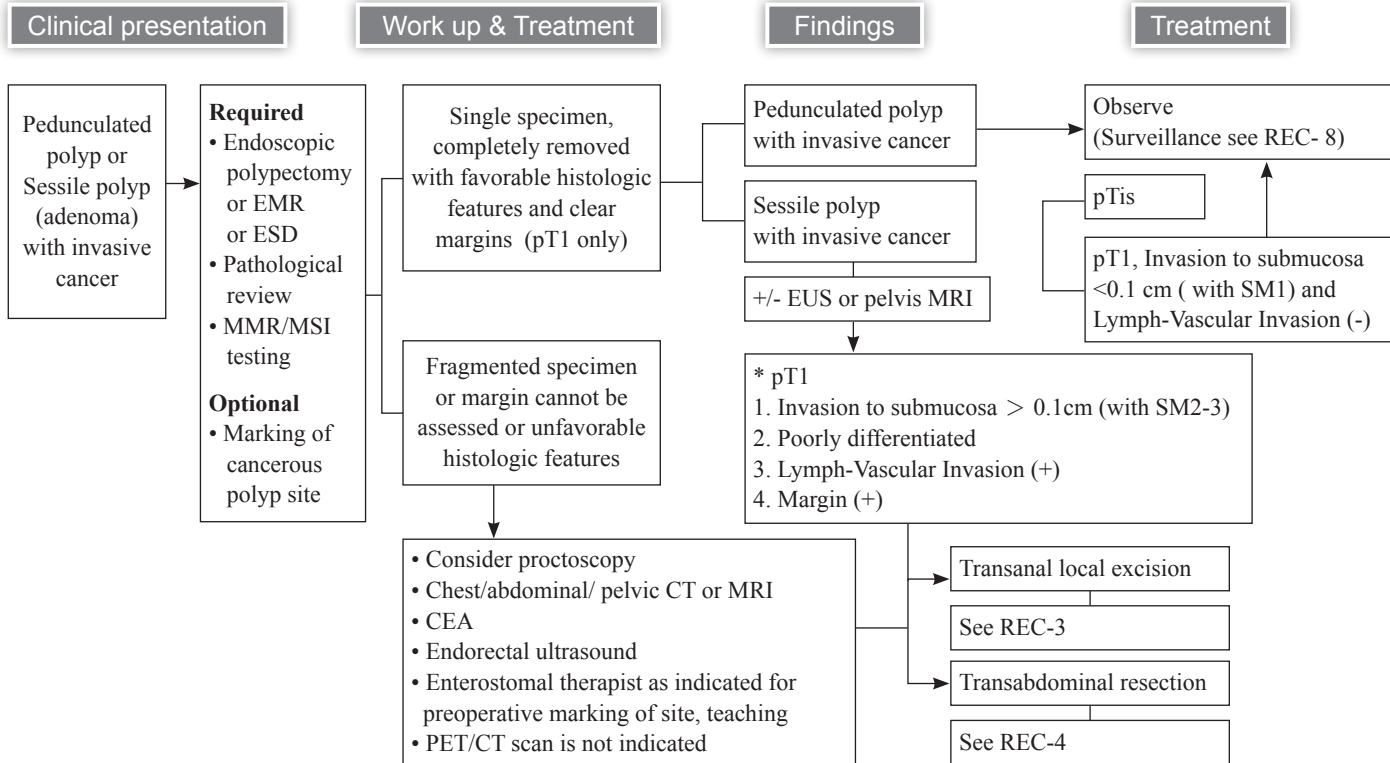 Clinical presentation
Work up & Treatment
Findings
Treatment
Pedunculated
polyp or
Sessile polyp
(adenoma)
with invasive
cancer
Required
• Endoscopic
polypectomy
or EMR
or ESD
• Pathological
review
• MMR/MSI
testing
Optional
• Marking of
cancerous
polyp site
Single specimen,
completely removed
with favorable histologic
features and clear
margins (pT1 only)
Fragmented specimen
or margin cannot be
assessed or unfavorable
histologic features
• Consider proctoscopy
• Chest/abdominal/ pelvic CT or MRI
• CEA
• Endorectal ultrasound
• Enterostomal therapist as indicated for
preoperative marking of site, teaching
• PET/CT scan is not indicated
Pedunculated polyp
with invasive cancer
Sessile polyp
with invasive cancer
+/- EUS or pelvis MRI
* pT1
1. Invasion to submucosa > 0.1cm (with SM2-3)
2. Poorly differentiated
3. Lymph-Vascular Invasion (+)
4. Margin (+)
Observe
(Surveillance see REC- 8)
pTis
pT1, Invasion to submucosa
<0.1 cm ( with SM1) and
Lymph-Vascular Invasion (-)
Transanal local excision
See REC-3
Transabdominal resection
See REC-4